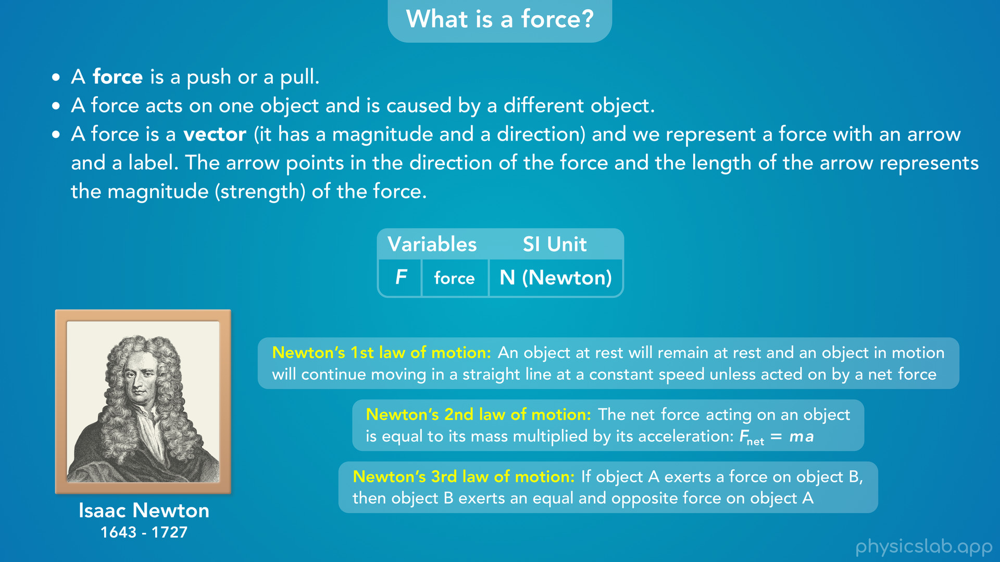 What is a force?
• A force is a push or a pull.
• A force acts on one object and is caused by a different object.
• A force is a vector (it has a magnitude and a direction) and we represent a force with an arrow
and a label. The arrow points in the direction of the force and the length of the arrow represents
the magnitude (strength) of the force.
Variables SI Unit
F force N (Newton)
Newton’s 1st law of motion: An object at rest will remain at rest and an object in motion
will continue moving in a straight line at a constant speed unless acted on by a net force
Newton’s 2nd law of motion: The net force acting on an object
is equal to its mass multiplied by its acceleration: Fnet = ma
Newton’s 3rd law of motion: If object A exerts a force on object B,
then object B exerts an equal and opposite force on object A
Isaac Newton
1643 - 1727
physicslab.app